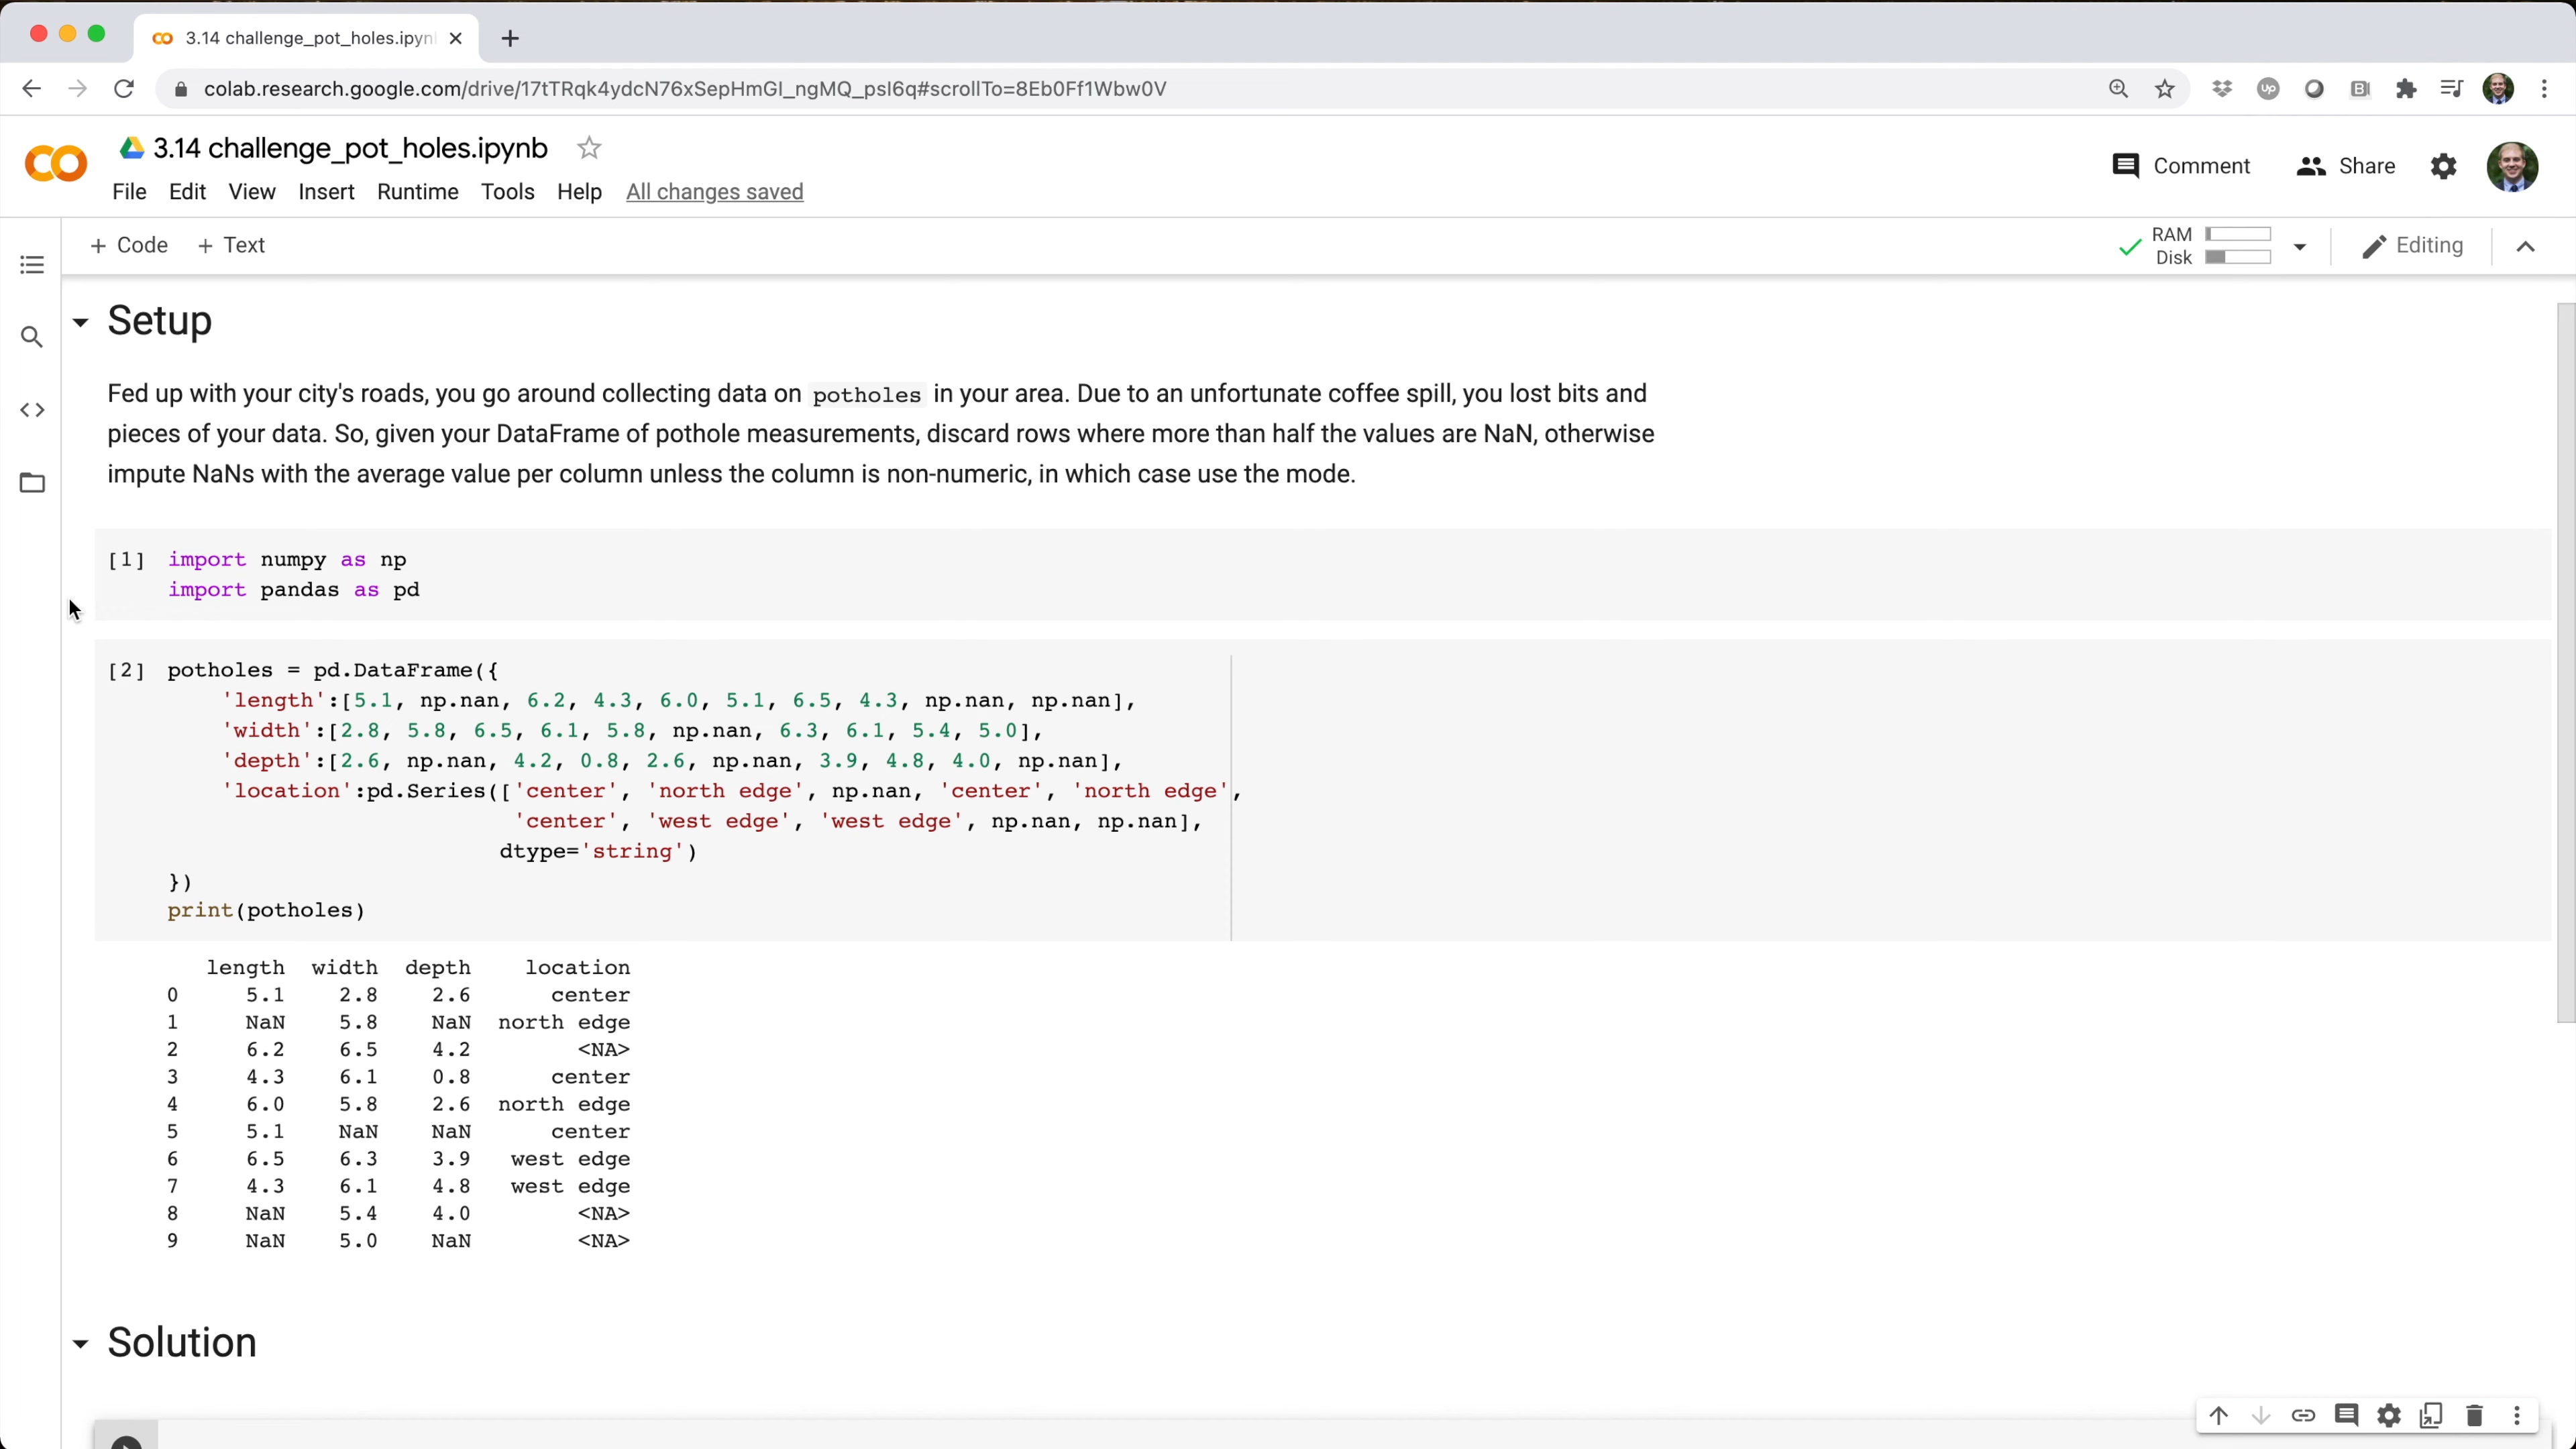 3.14 challenge_pot_holes.ipyn
colab.research.google.com/drive/17tTRqk4ydcN76xSepHmGI_ngMQ_psI6q#scrollTo=8Eb0Ff1Wbw0V
3.14 challenge_pot_holes.ipynb
File Edit View Insert Runtime Tools Help All changes saved
Comment Share
+ Code + Text
RAM
Disk
Editing
Setup
Fed up with your city's roads, you go around collecting data on potholes in your area. Due to an unfortunate coffee spill, you lost bits and
pieces of your data. So, given your DataFrame of pothole measurements, discard rows where more than half the values are NaN, otherwise
impute NaNs with the average value per column unless the column is non-numeric, in which case use the mode.
[1] import numpy as np
import pandas as pd
[2] potholes = pd.DataFrame({
'length':[5.1, np.nan, 6.2, 4.3, 6.0, 5.1, 6.5, 4.3, np.nan, np.nan],
'width':[2.8, 5.8, 6.5, 6.1, 5.8, np.nan, 6.3, 6.1, 5.4, 5.0],
'depth':[2.6, np.nan, 4.2, 0.8, 2.6, np.nan, 3.9, 4.8, 4.0, np.nan],
'location':pd.Series(['center', 'north edge', np.nan, 'center', 'north edge',
'center', 'west edge', 'west edge', np.nan, np.nan],
dtype='string')
})
print(potholes)
length width depth location
0 5.1 2.8 2.6 center
1 NaN 5.8 NaN north edge
2 6.2 6.5 4.2 <NA>
3 4.3 6.1 0.8 center
4 6.0 5.8 2.6 north edge
5 5.1 NaN NaN center
6 6.5 6.3 3.9 west edge
7 4.3 6.1 4.8 west edge
8 NaN 5.4 4.0 <NA>
9 NaN 5.0 NaN <NA>
Solution